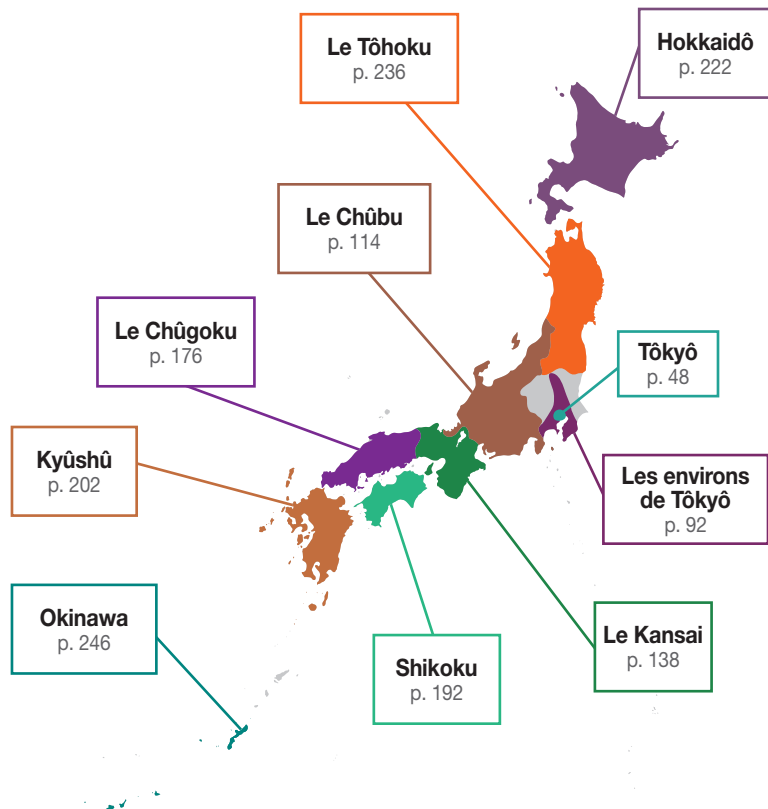 Le Tôhoku
p. 236
Hokkaidô
p. 222
Le Chûbu
p. 114
Le Chûgoku
p. 176
Tôkyô
p. 48
Kyûshû
p. 202
Les environs
de Tôkyô
p. 92
Okinawa
p. 246
Shikoku
p. 192
Le Kansai
p. 138